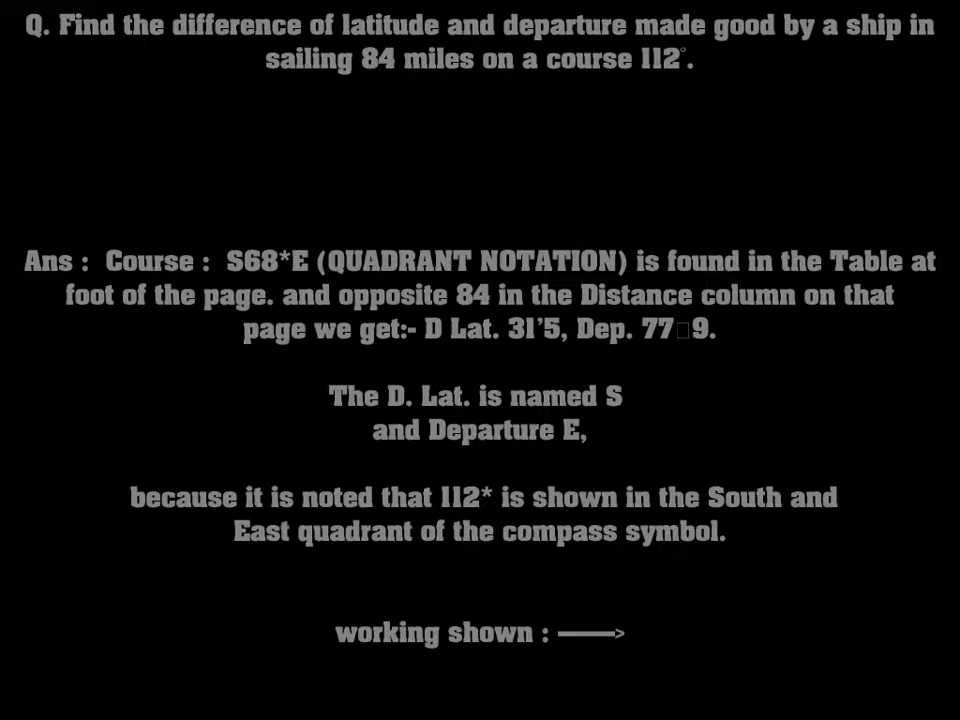 Q. Find the difference of latitude and departure made good by a ship in
sailing 84 miles on a course 112°.
Ans : Course : S68*E (QUADRANT NOTATION) is found in the Table at
foot of the page. and opposite 84 in the Distance column on that
page we get:- D Lat. 31’5, Dep. 77▯9.
The D. Lat. is named S
and Departure E,
because it is noted that 112* is shown in the South and
East quadrant of the compass symbol.
working shown : ——>